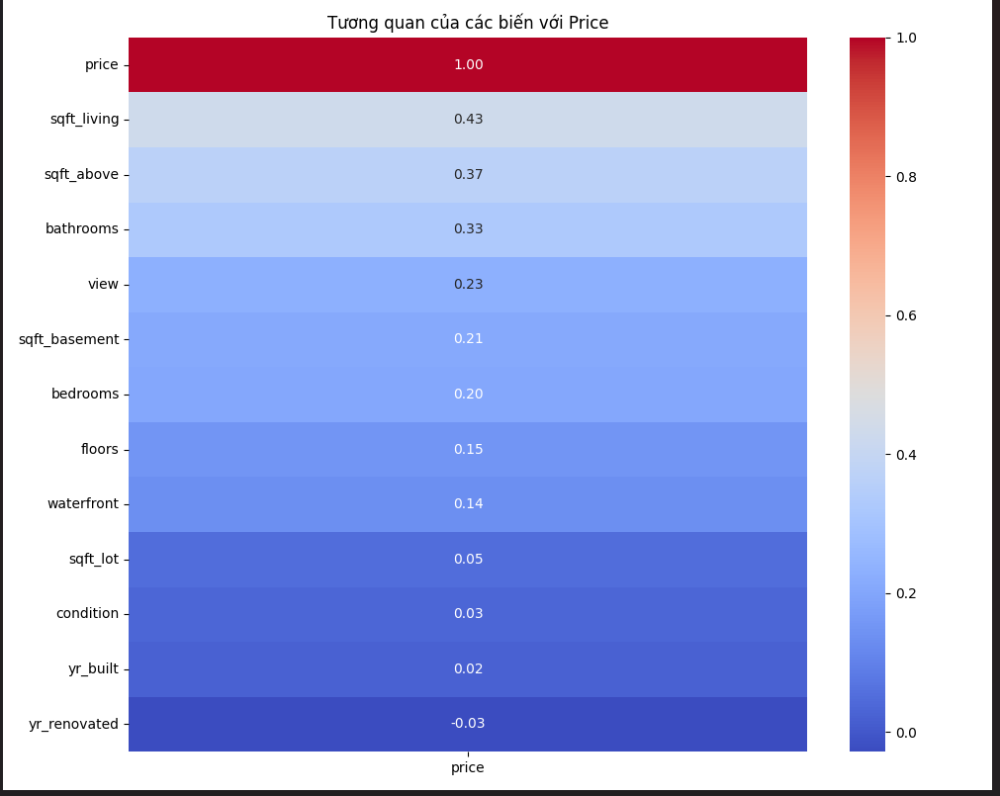 Tương quan của các biến với Price
price 1.00
sqft_living 0.43
sqft_above 0.37
bathrooms 0.33
view 0.23
sqft_basement 0.21
bedrooms 0.20
floors 0.15
waterfront 0.14
sqft_lot 0.05
condition 0.03
yr_built 0.02
yr_renovated -0.03
price
1.0
0.8
0.6
0.4
0.2
0.0